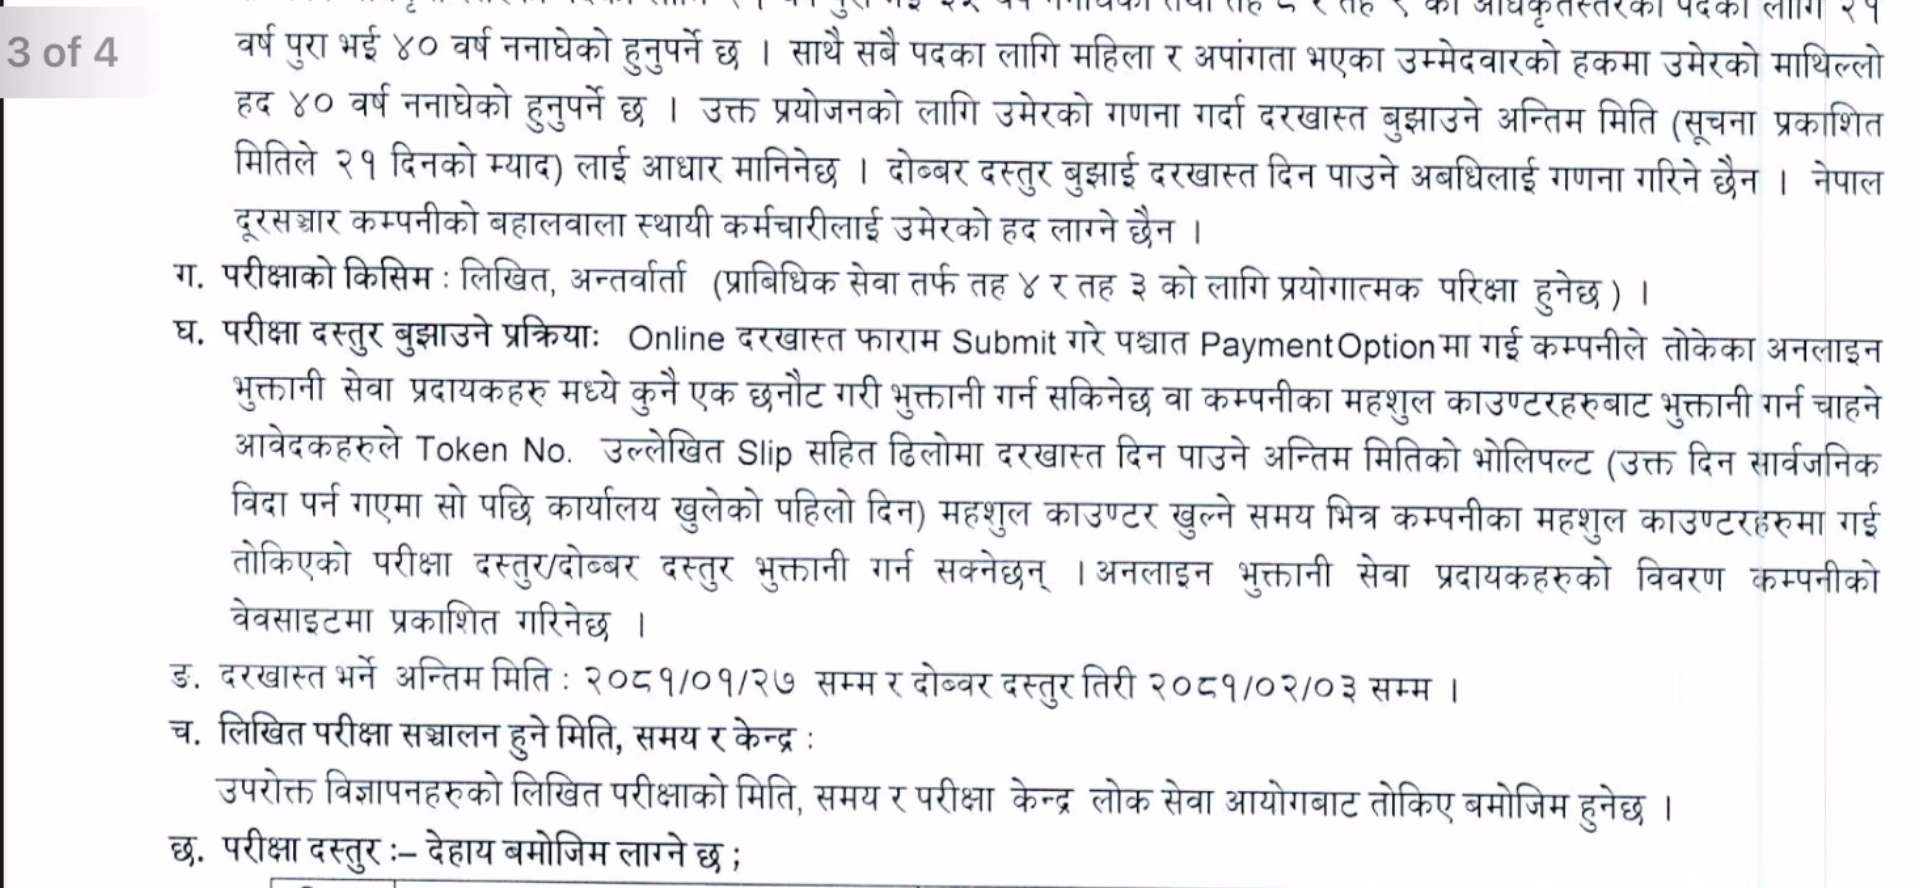 3 of 4
वर्ष पुरा भई ४० वर्ष ननाघेको हुनुपर्ने छ । साथै सबै पदका लागि महिला र अपांगता भएका उम्मेदवारको हकमा उमेरको माथिल्लो
हद ४० वर्ष ननाघेको हुनुपर्ने छ । उक्त प्रयोजनको लागि उमेरको गणना गर्दा दरखास्त बुझाउने अन्तिम मिति (सूचना प्रकाशित
मितिले २१ दिनको म्याद) लाई आधार मानिनेछ । दोब्बर दस्तुर बुझाई दरखास्त दिन पाउने अबधिलाई गणना गरिने छैन । नेपाल
दूरसञ्चार कम्पनीको बहालवाला स्थायी कर्मचारीलाई उमेरको हद लाग्ने छैन ।
ग. परीक्षाको किसिम : लिखित, अन्तर्वार्ता (प्राबिधिक सेवा तर्फ तह ४ र तह ३ को लागि प्रयोगात्मक परिक्षा हुनेछ ) ।
घ. परीक्षा दस्तुर बुझाउने प्रक्रियाः Online दरखास्त फाराम Submit गरे पश्चात Payment Option मा गई कम्पनीले तोकेका अनलाइन
भुक्तानी सेवा प्रदायकहरु मध्ये कुनै एक छनौट गरी भुक्तानी गर्न सकिनेछ वा कम्पनीका महशुल काउण्टरहरुबाट भुक्तानी गर्न चाहने
आवेदकहरुले Token No. उल्लेखित Slip सहित ढिलोमा दरखास्त दिन पाउने अन्तिम मितिको भोलिपल्ट (उक्त दिन सार्वजनिक
विदा पर्न गएमा सो पछि कार्यालय खुलेको पहिलो दिन) महशुल काउण्टर खुल्ने समय भित्र कम्पनीका महशुल काउण्टरहरुमा गई
तोकिएको परीक्षा दस्तुर/दोब्बर दस्तुर भुक्तानी गर्न सक्नेछन् । अनलाइन भुक्तानी सेवा प्रदायकहरुको विवरण कम्पनीको
वेवसाइटमा प्रकाशित गरिनेछ ।
ङ. दरखास्त भर्ने अन्तिम मिति : २०८१/०१/२७ सम्म र दोब्वर दस्तुर तिरी २०८१/०२/०३ सम्म ।
च. लिखित परीक्षा सञ्चालन हुने मिति, समय र केन्द्र :
उपरोक्त विज्ञापनहरुको लिखित परीक्षाको मिति, समय र परीक्षा केन्द्र लोक सेवा आयोगबाट तोकिए बमोजिम हुनेछ ।
छ. परीक्षा दस्तुर :– देहाय बमोजिम लाग्ने छ ;